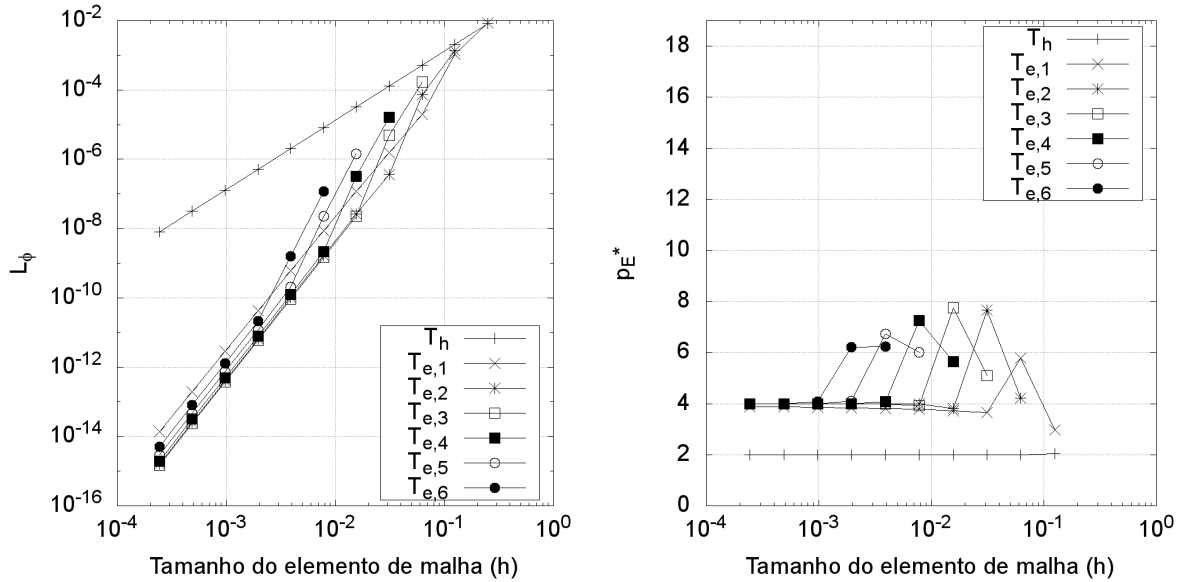 10^-2
10^-4
10^-6
10^-8
10^-10
10^-12
10^-14
10^-16
L_ϕ
T_h
T_e,1
T_e,2
T_e,3
T_e,4
T_e,5
T_e,6
10^-4 10^-3 10^-2 10^-1 10^0
Tamanho do elemento de malha (h)
18
16
14
12
10
8
6
4
2
0
p_E^*
T_h
T_e,1
T_e,2
T_e,3
T_e,4
T_e,5
T_e,6
10^-4 10^-3 10^-2 10^-1 10^0
Tamanho do elemento de malha (h)